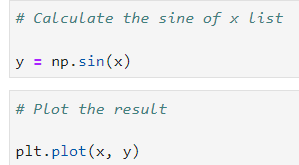 # Calculate the sine of x list
y = np.sin(x)
# Plot the result
plt.plot(x, y)